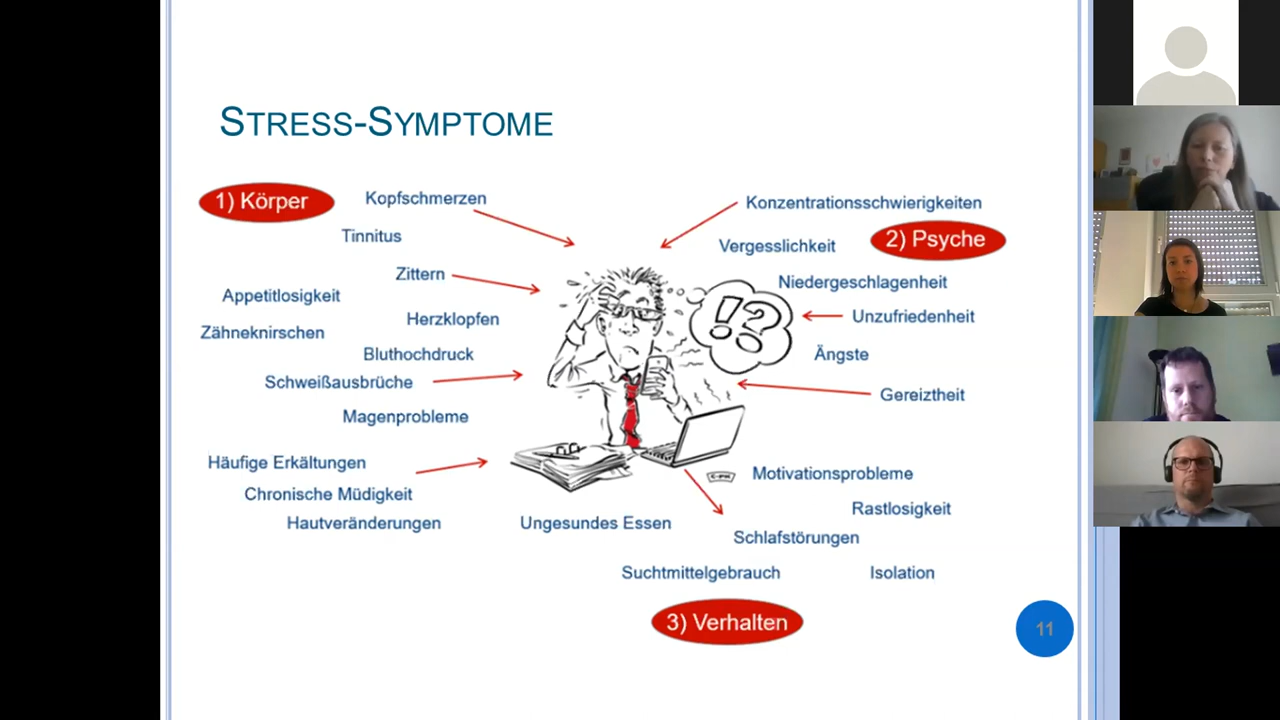 STRESS-SYMPTOME
1) Körper
Kopfschmerzen
Tinnitus
Zittern
Appetitlosigkeit
Herzklopfen
Zähneknirschen
Bluthochdruck
Schweißausbrüche
Magenprobleme
Häufige Erkältungen
Chronische Müdigkeit
Hautveränderungen
Konzentrationsschwierigkeiten
2) Psyche
Vergesslichkeit
Niedergeschlagenheit
Unzufriedenheit
Ängste
Gereiztheit
!?
Motivationsprobleme
Rastlosigkeit
Ungesundes Essen
Schlafstörungen
Suchtmittelgebrauch
Isolation
3) Verhalten
11